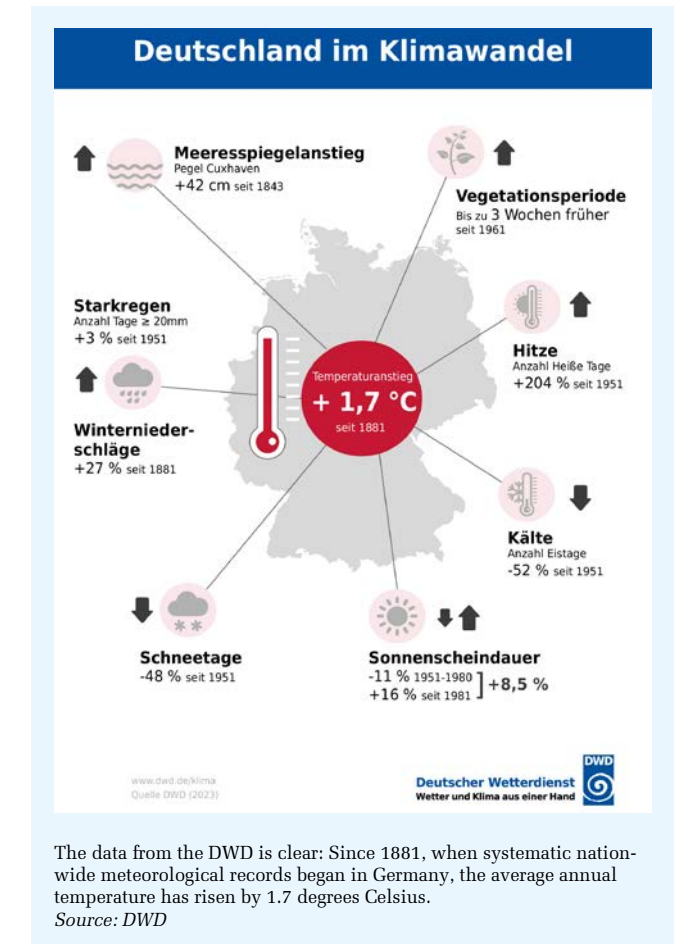 Deutschland im Klimawandel
Meeresspiegelanstieg
Pegel Cuxhaven
+42 cm seit 1843
Vegetationsperiode
Bis zu 3 Wochen früher
seit 1961
Starkregen
Anzahl Tage ≥ 20mm
+3 % seit 1951
Winternieder-
schläge
+27 % seit 1881
Temperaturanstieg
+ 1,7 °C
seit 1881
Hitze
Anzahl Heiße Tage
+204 % seit 1951
Kälte
Anzahl Eistage
-52 % seit 1951
Schneetage
-48 % seit 1951
Sonnenscheindauer
-11 % 1951-1980
+16 % seit 1981
+8,5 %
www.dwd.de/klima
Quelle DWD (2023)
Deutscher Wetterdienst
Wetter und Klima aus einer Hand
DWD
The data from the DWD is clear: Since 1881, when systematic nation-
wide meteorological records began in Germany, the average annual
temperature has risen by 1.7 degrees Celsius.
Source: DWD